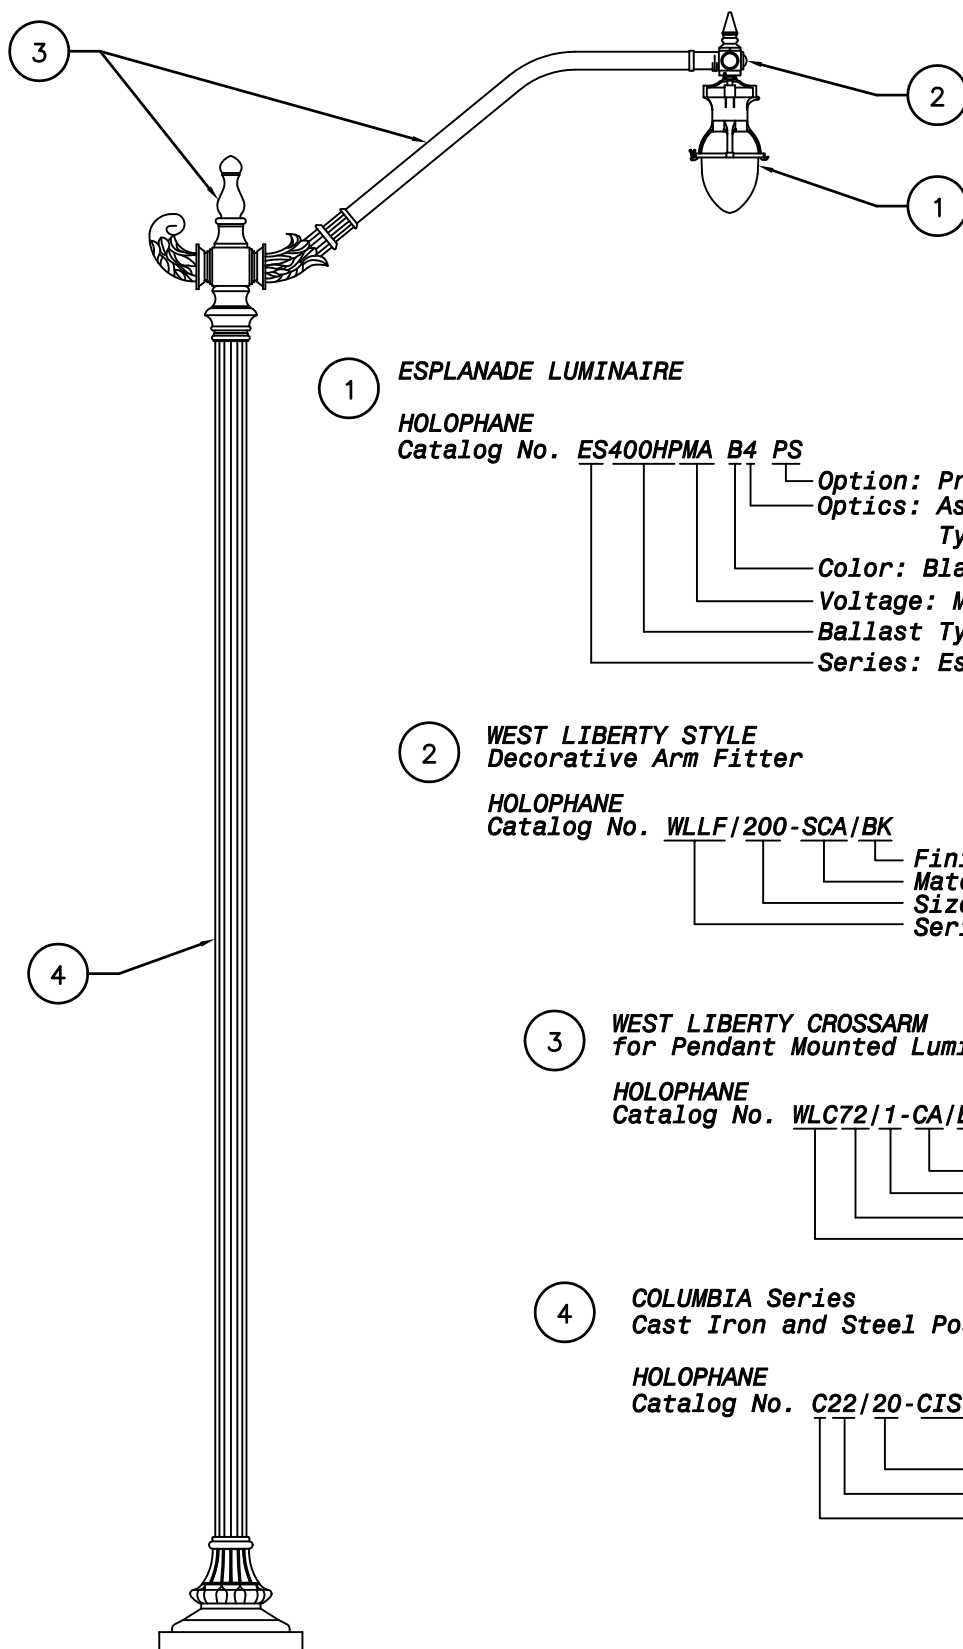 3
2
1
1
ESPLANADE LUMINAIRE
HOLOPHANE
Catalog No. ES400HPMA B4 PS
Option: Pr
Optics: As
Ty
Color: Bla
Voltage: M
Ballast Ty
Series: Es
2
WEST LIBERTY STYLE
Decorative Arm Fitter
HOLOPHANE
Catalog No. WLLF/200-SCA/BK
Fini
Mate
Size
Seri
4
3
WEST LIBERTY CROSSARM
for Pendant Mounted Lumi
HOLOPHANE
Catalog No. WLC72/1-CA/
4
COLUMBIA Series
Cast Iron and Steel Po
HOLOPHANE
Catalog No. C22/20-CIS